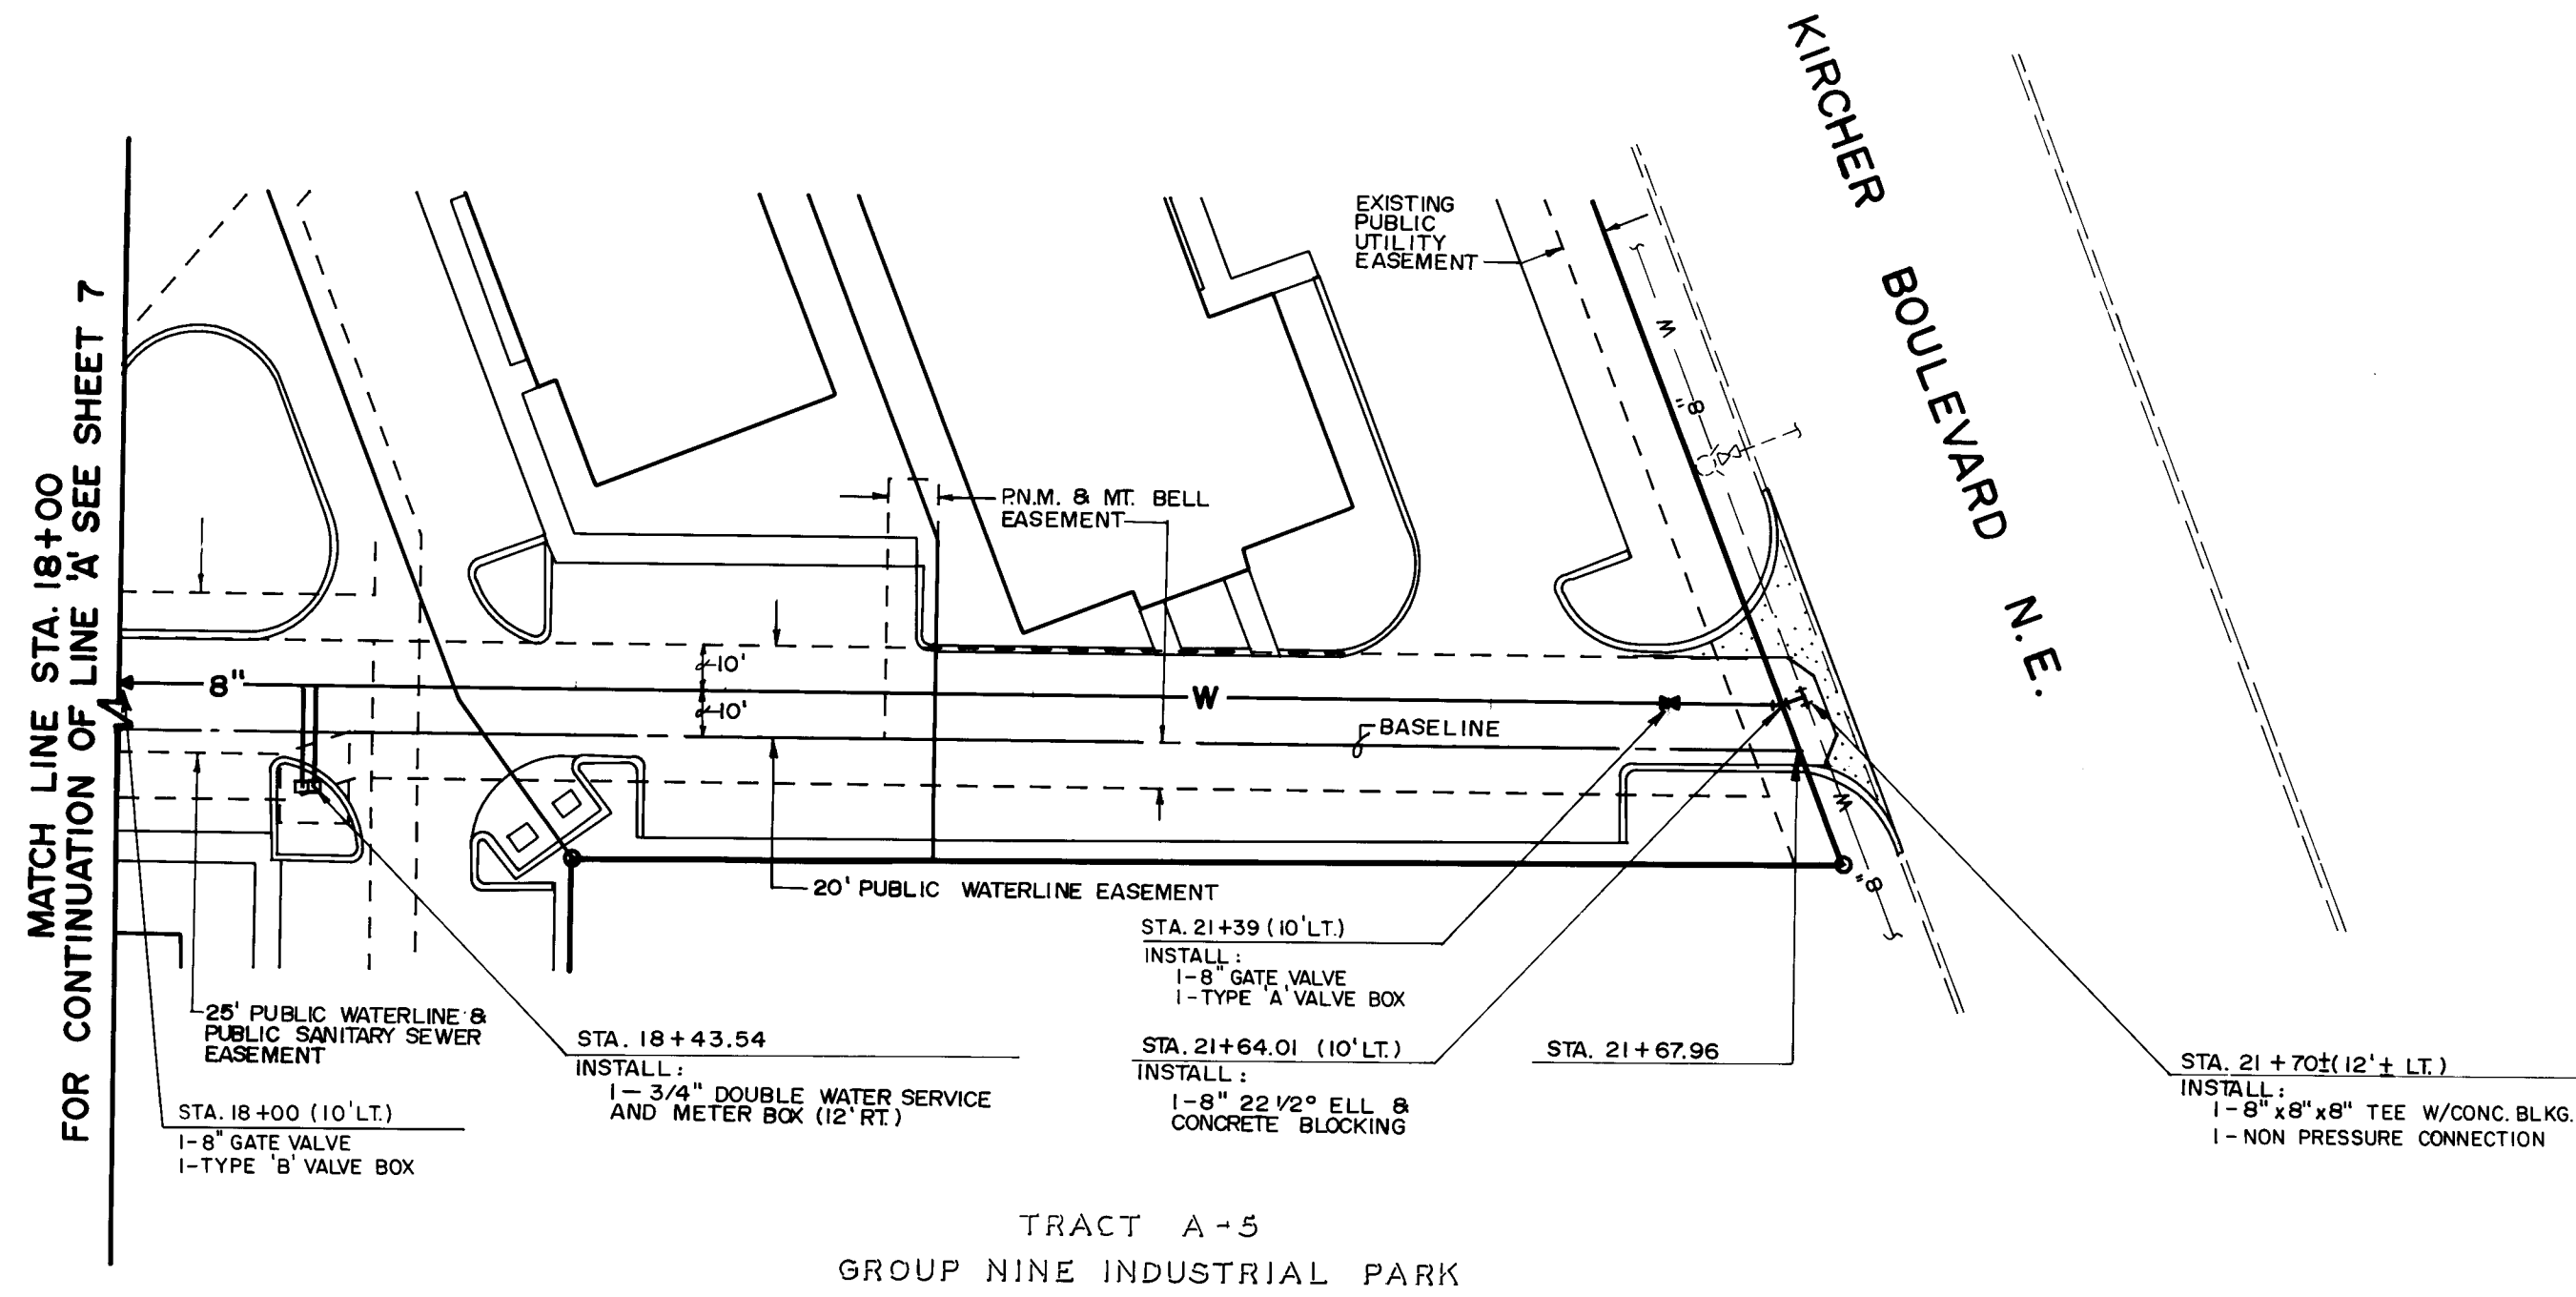 KIRCHER BOULEVARD N.E.
MATCH LINE STA. 18+00
FOR CONTINUATION OF LINE 'A' SEE SHEET 7
EXISTING
PUBLIC
UTILITY
EASEMENT
W
8"
P.N.M. & MT. BELL
EASEMENT
10'
10'
8"
W
BASELINE
W
8"
20' PUBLIC WATERLINE EASEMENT
25' PUBLIC WATERLINE &
PUBLIC SANITARY SEWER
EASEMENT
STA. 18+00 (10' LT.)
1-8" GATE VALVE
1-TYPE 'B' VALVE BOX
STA. 18+43.54
INSTALL:
1-3/4" DOUBLE WATER SERVICE
AND METER BOX (12' RT.)
STA. 21+39 (10' LT.)
INSTALL:
1-8" GATE VALVE
1-TYPE 'A' VALVE BOX
STA. 21+64.01 (10' LT.)
INSTALL:
1-8" 22 1/2° ELL &
CONCRETE BLOCKING
STA. 21+67.96
STA. 21+70±(12'± LT.)
INSTALL:
1-8"x8"x8" TEE W/CONC. BLKG.
1-NON PRESSURE CONNECTION
TRACT A-5
GROUP NINE INDUSTRIAL PARK